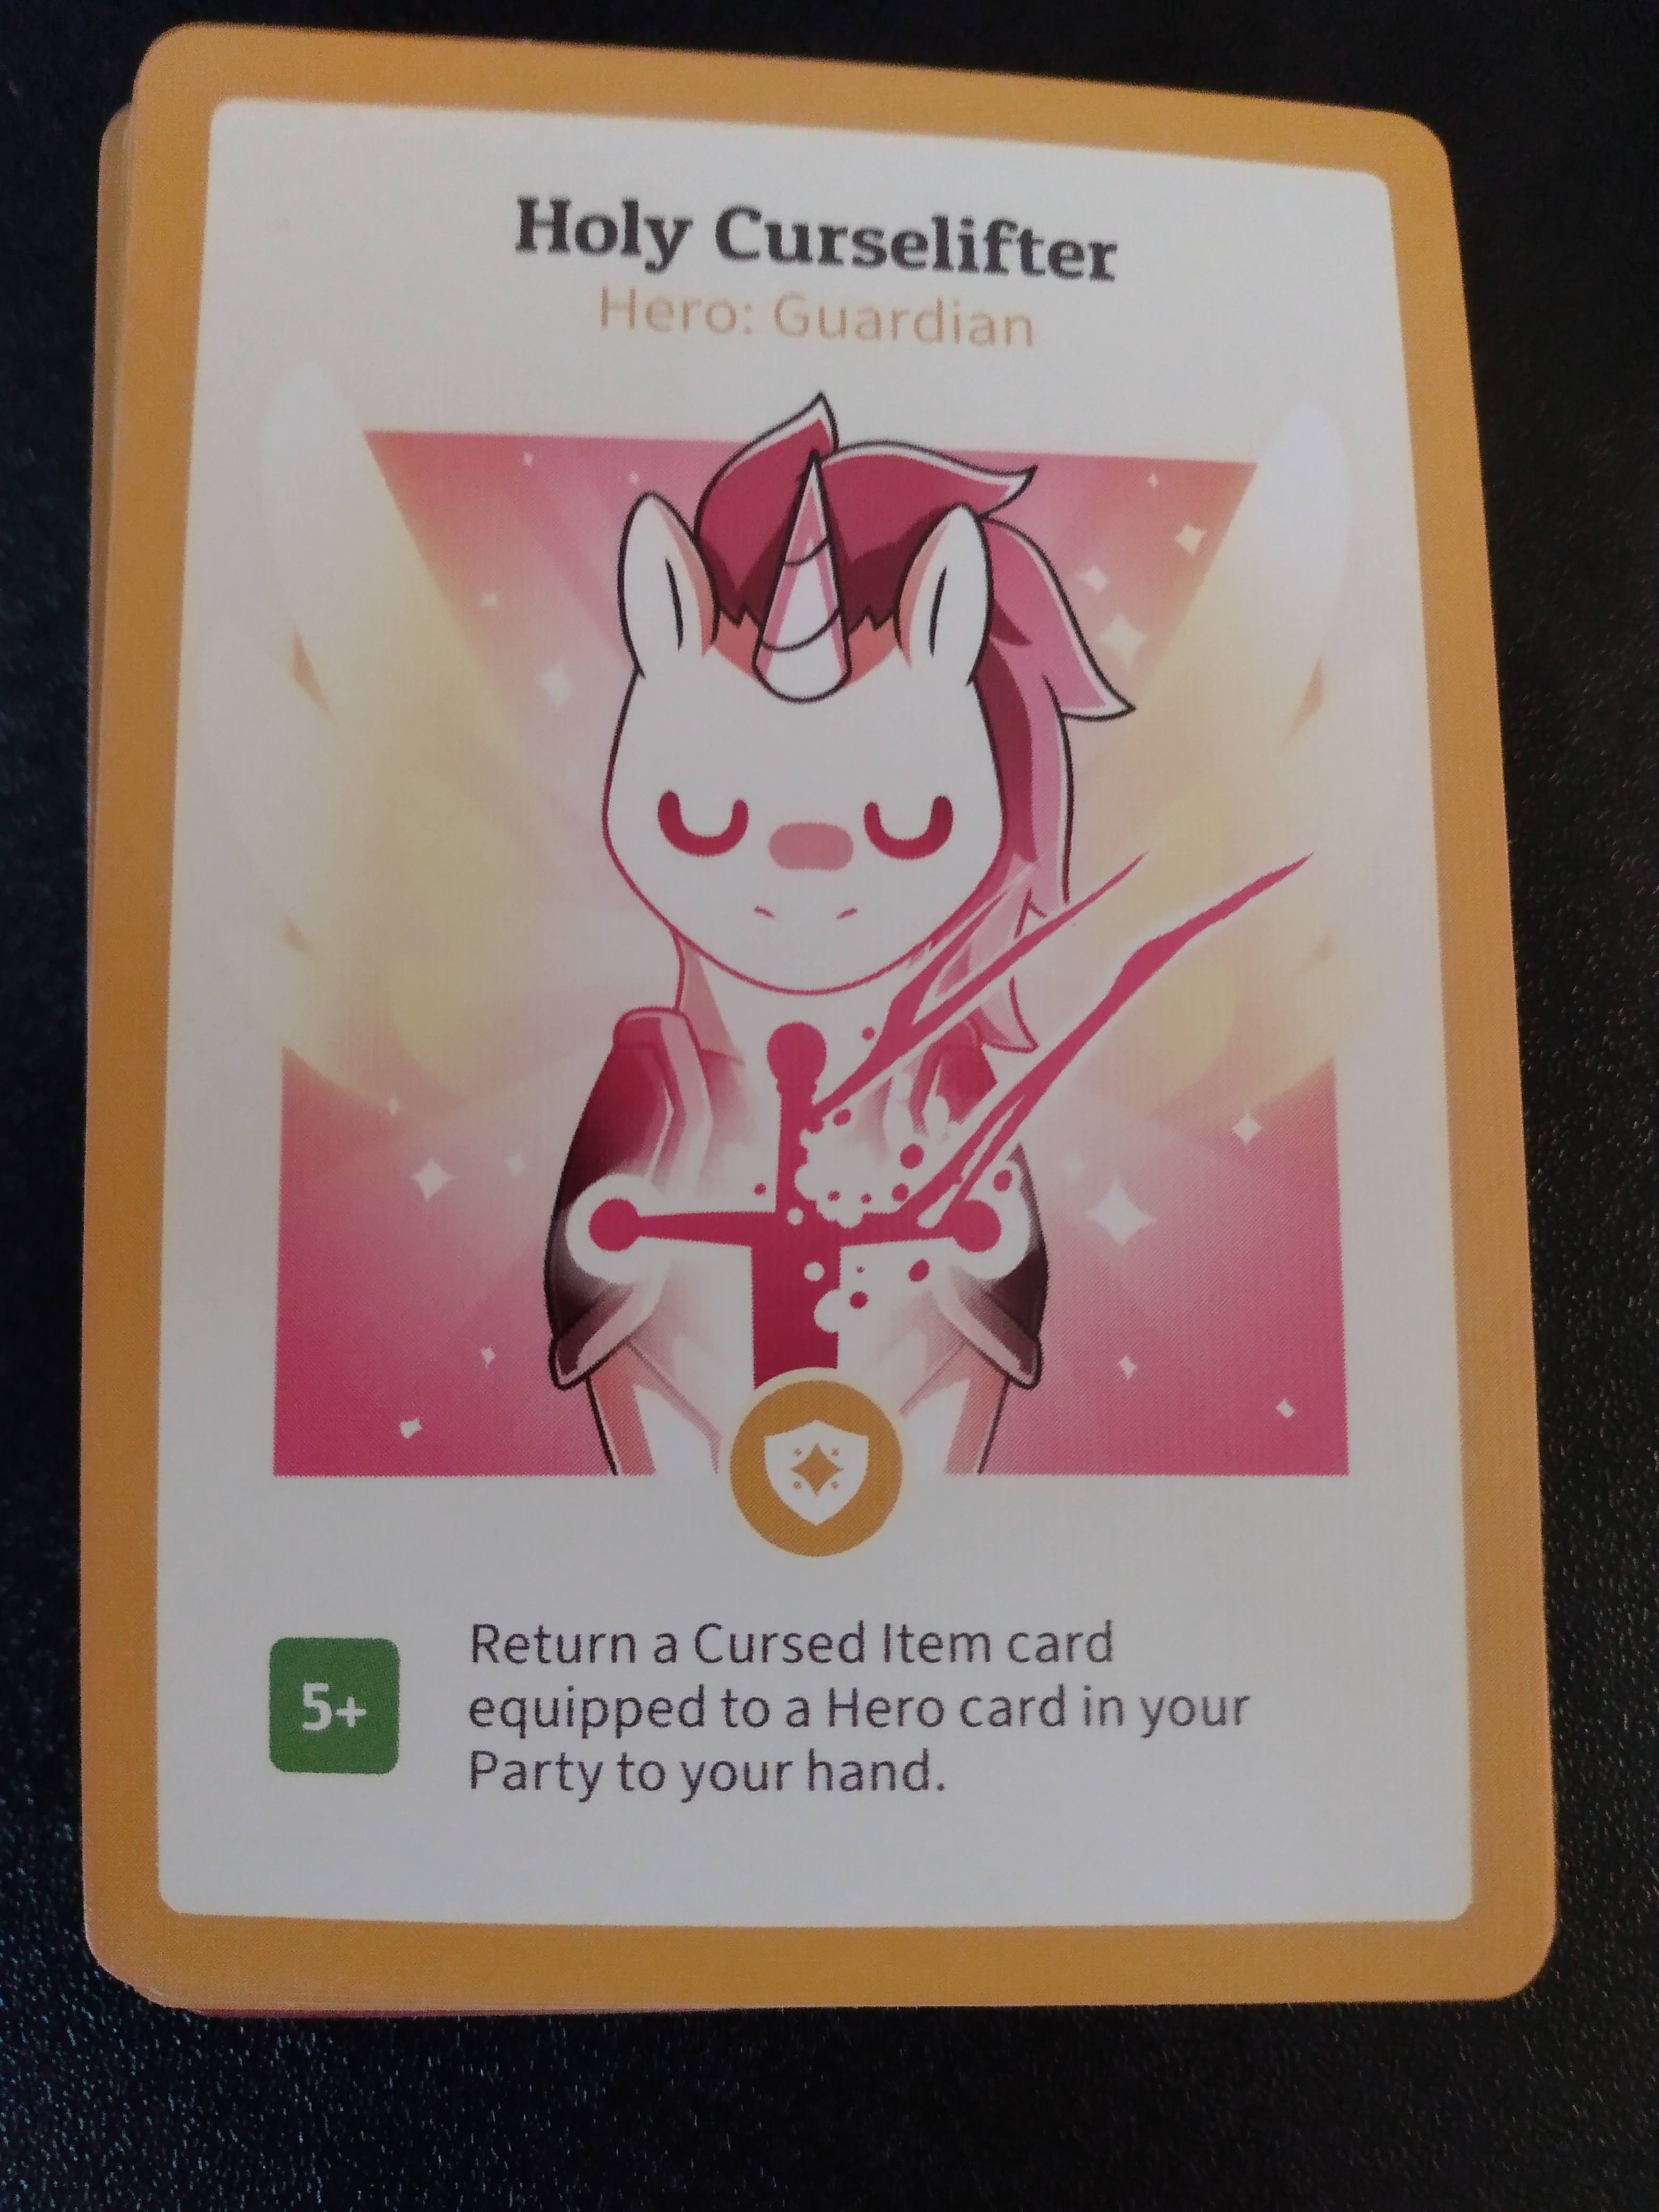 Holy Curselifter
Hero: Guardian
5+
Return a Cursed Item card
equipped to a Hero card in your
Party to your hand.